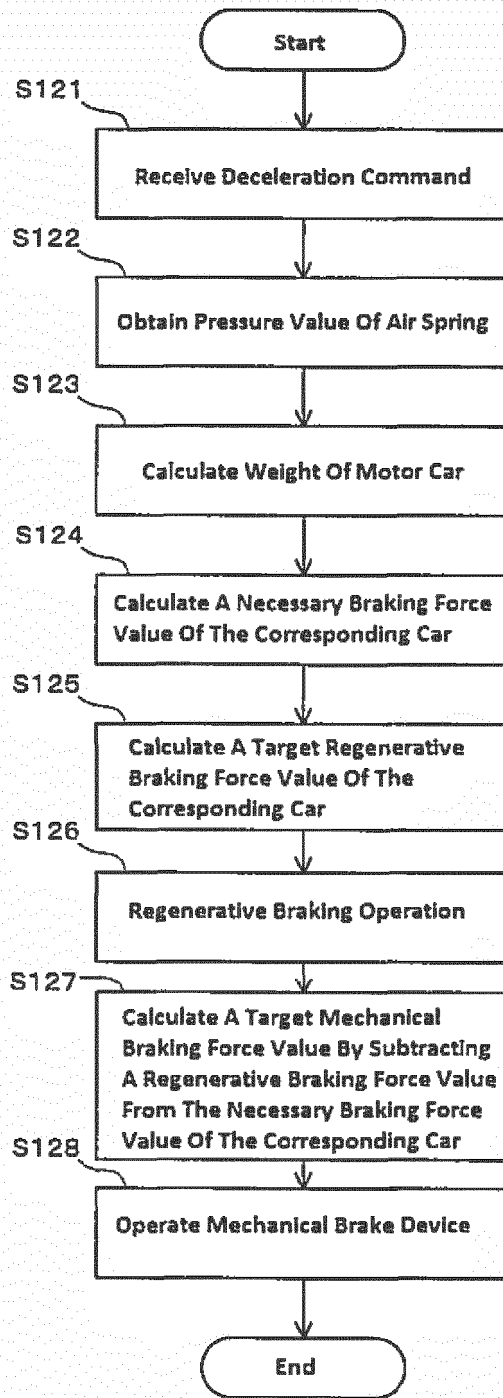 Start
S121
Receive Deceleration Command
S122
Obtain Pressure Value Of Air Spring
S123
Calculate Weight Of Motor Car
S124
Calculate A Necessary Braking Force
Value Of The Corresponding Car
S125
Calculate A Target Regenerative
Braking Force Value Of The
Corresponding Car
S126
Regenerative Braking Operation
S127
Calculate A Target Mechanical
Braking Force Value By Subtracting
A Regenerative Braking Force Value
From The Necessary Braking Force
Value Of The Corresponding Car
S128
Operate Mechanical Brake Device
End